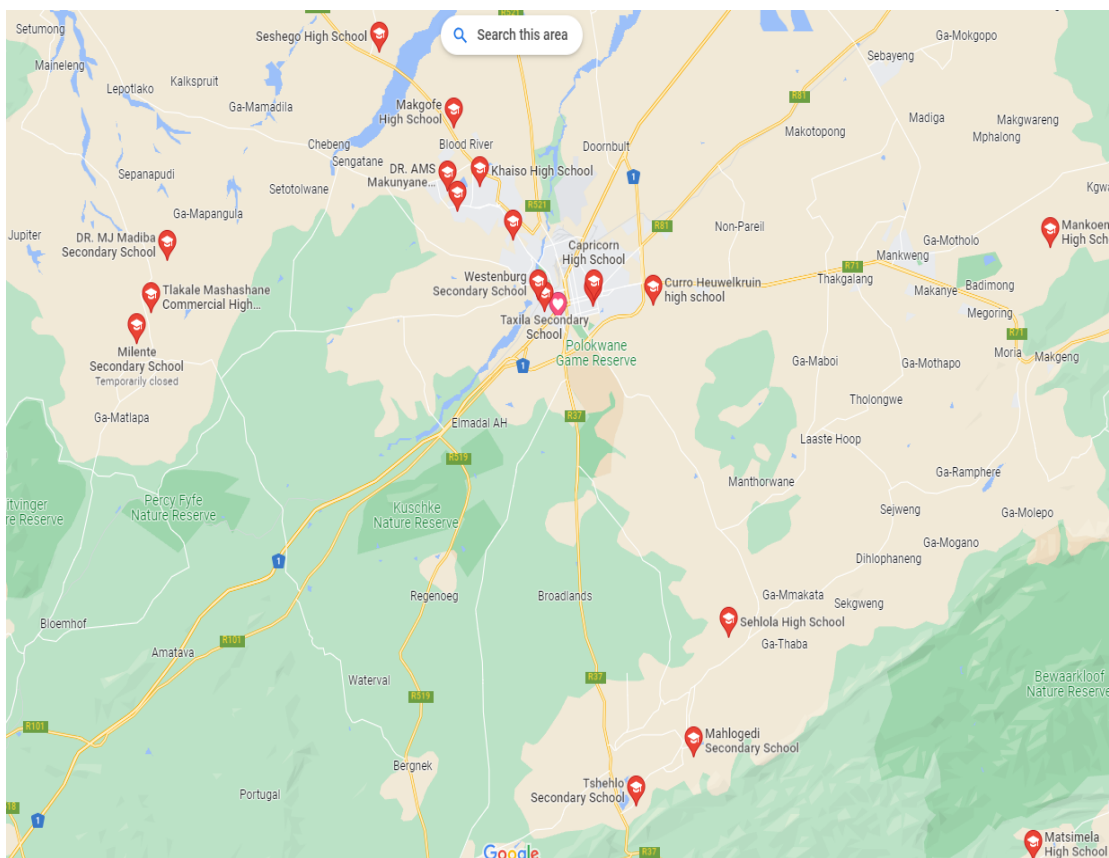 Setumong
R521
Seshego High School
Search this area
Ga-Mokgopo
Maineleng
Sebayeng
Kalkspruit
Lepotlako
R81
Ga-Mamadila
Makgofe
High School
Madiga
Makgwareng
Makotopong
Mphalong
Chebeng
Blood River
Doornbult
Sengatane
DR. AMS
Makunyane...
Khaiso High School
1
Sepanapudi
Setotolwane
Kgwa
R521
Ga-Mapangula
R81
Non-Pareil
Jupiter
DR. MJ Madiba
Secondary School
Capricorn
High School
Ga-Motholo
Mankoen
High Sch
Mankweng
R71
Westenburg
Secondary School
Thakgalang
Curro Heuwelkruin
high school
Badimong
Makanye
Tlakale Mashashane
Commercial High...
Megoring
Taxila Secondary
School
R71
Polokwane
Game Reserve
Milente
Secondary School
Temporarily closed
1
Ga-Maboi
Ga-Mothapo
Moria
Makgeng
Tholongwe
Ga-Matlapa
R37
Elmadal AH
Laaste Hoop
R519
Ga-Ramphere
Manthorwane
itvinger
re Reserve
Percy Fyfe
Nature Reserve
Kuschke
Nature Reserve
Sejweng
Ga-Molepo
Ga-Mogano
1
Dihlophaneng
Regenoeg
Broadlands
Ga-Mmakata
Sekgweng
Bloemhof
Sehlola High School
R101
Ga-Thaba
Amatava
Waterval
R37
Bewaarkloof
Nature Reserve
R519
R101
Mahlogedi
Secondary School
Bergnek
Tshehlo
Secondary School
Portugal
1
Matsimela
High School
Google
R37